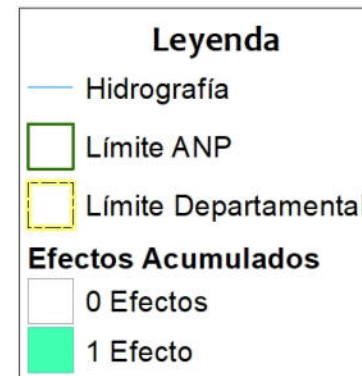 Leyenda
Hidrografía
Límite ANP
Límite Departamental
Efectos Acumulados
0 Efectos
1 Efecto